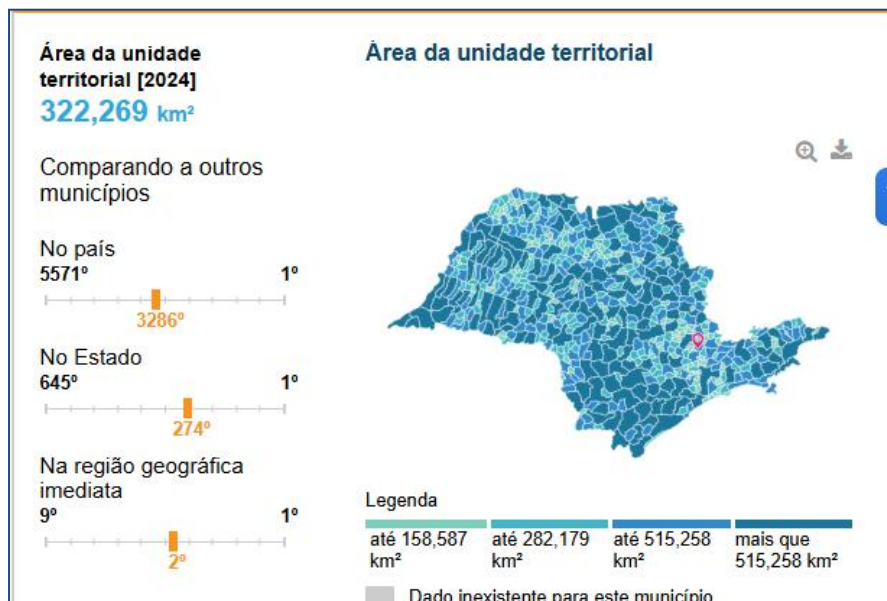 Área da unidade
territorial [2024]
322,269 km²
Comparando a outros
municípios
No país
5571º 1º
3286º
No Estado
645º 1º
274º
Na região geográfica
imediata
9º 1º
2º
Área da unidade territorial
Legenda
até 158,587
km²
até 282,179
km²
até 515,258
km²
mais que
515,258 km²
Dado inexistente para este município